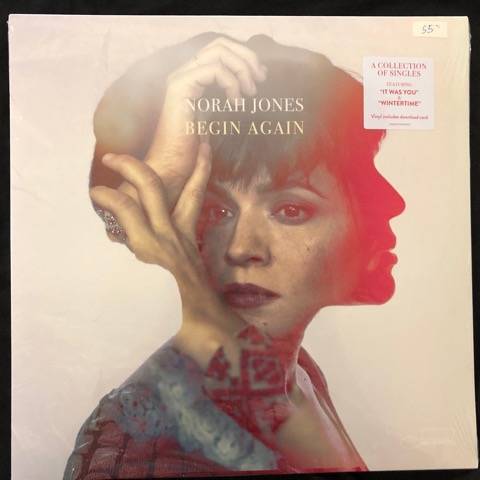 55
NORAH JONES
BEGIN AGAIN
A COLLECTION
OF SINGLES
FEATURING
"IT WAS YOU"
&
"WINTERTIME"
Vinyl includes download card